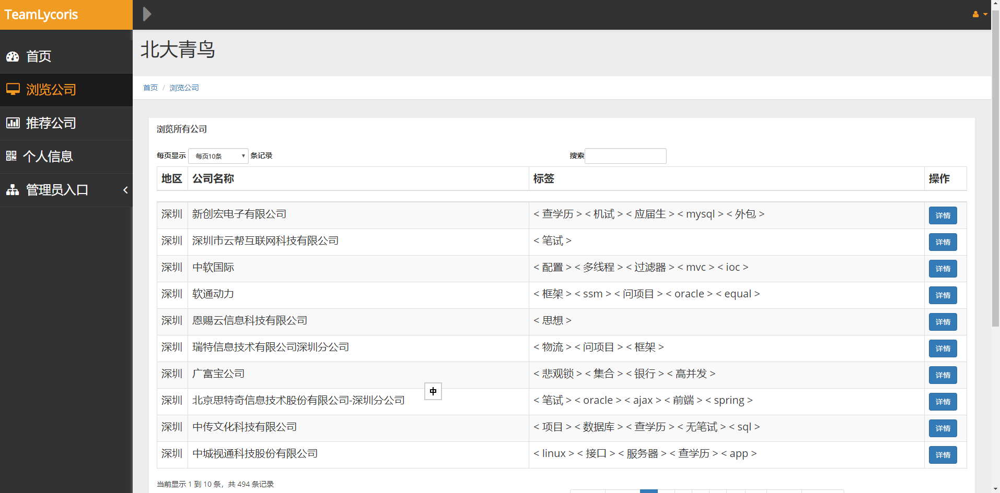 TeamLycoris
首页
浏览公司
推荐公司
个人信息
管理员入口
北大青鸟
首页 / 浏览公司
浏览所有公司
每页显示 每页10条 条记录 搜索
地区 公司名称 标签 操作
深圳 新创宏电子有限公司 < 查学历 > < 机试 > < 应届生 > < mysql > < 外包 > 详情
深圳 深圳市云帮互联网科技有限公司 < 笔试 > 详情
深圳 中软国际 < 配置 > < 多线程 > < 过滤器 > < mvc > < ioc > 详情
深圳 软通动力 < 框架 > < ssm > < 问项目 > < oracle > < equal > 详情
深圳 恩赐云信息科技有限公司 < 思想 > 详情
深圳 瑞特信息技术有限公司深圳分公司 < 物流 > < 问项目 > < 框架 > 详情
深圳 广富宝公司 < 悲观锁 > < 集合 > < 银行 > < 高并发 > 详情
中
深圳 北京思特奇信息技术股份有限公司-深圳分公司 < 笔试 > < oracle > < ajax > < 前端 > < spring > 详情
深圳 中传文化科技有限公司 < 项目 > < 数据库 > < 查学历 > < 无笔试 > < sql > 详情
深圳 中城视通科技股份有限公司 < linux > < 接口 > < 服务器 > < 查学历 > < app > 详情
当前显示 1 到 10 条，共 494 条记录